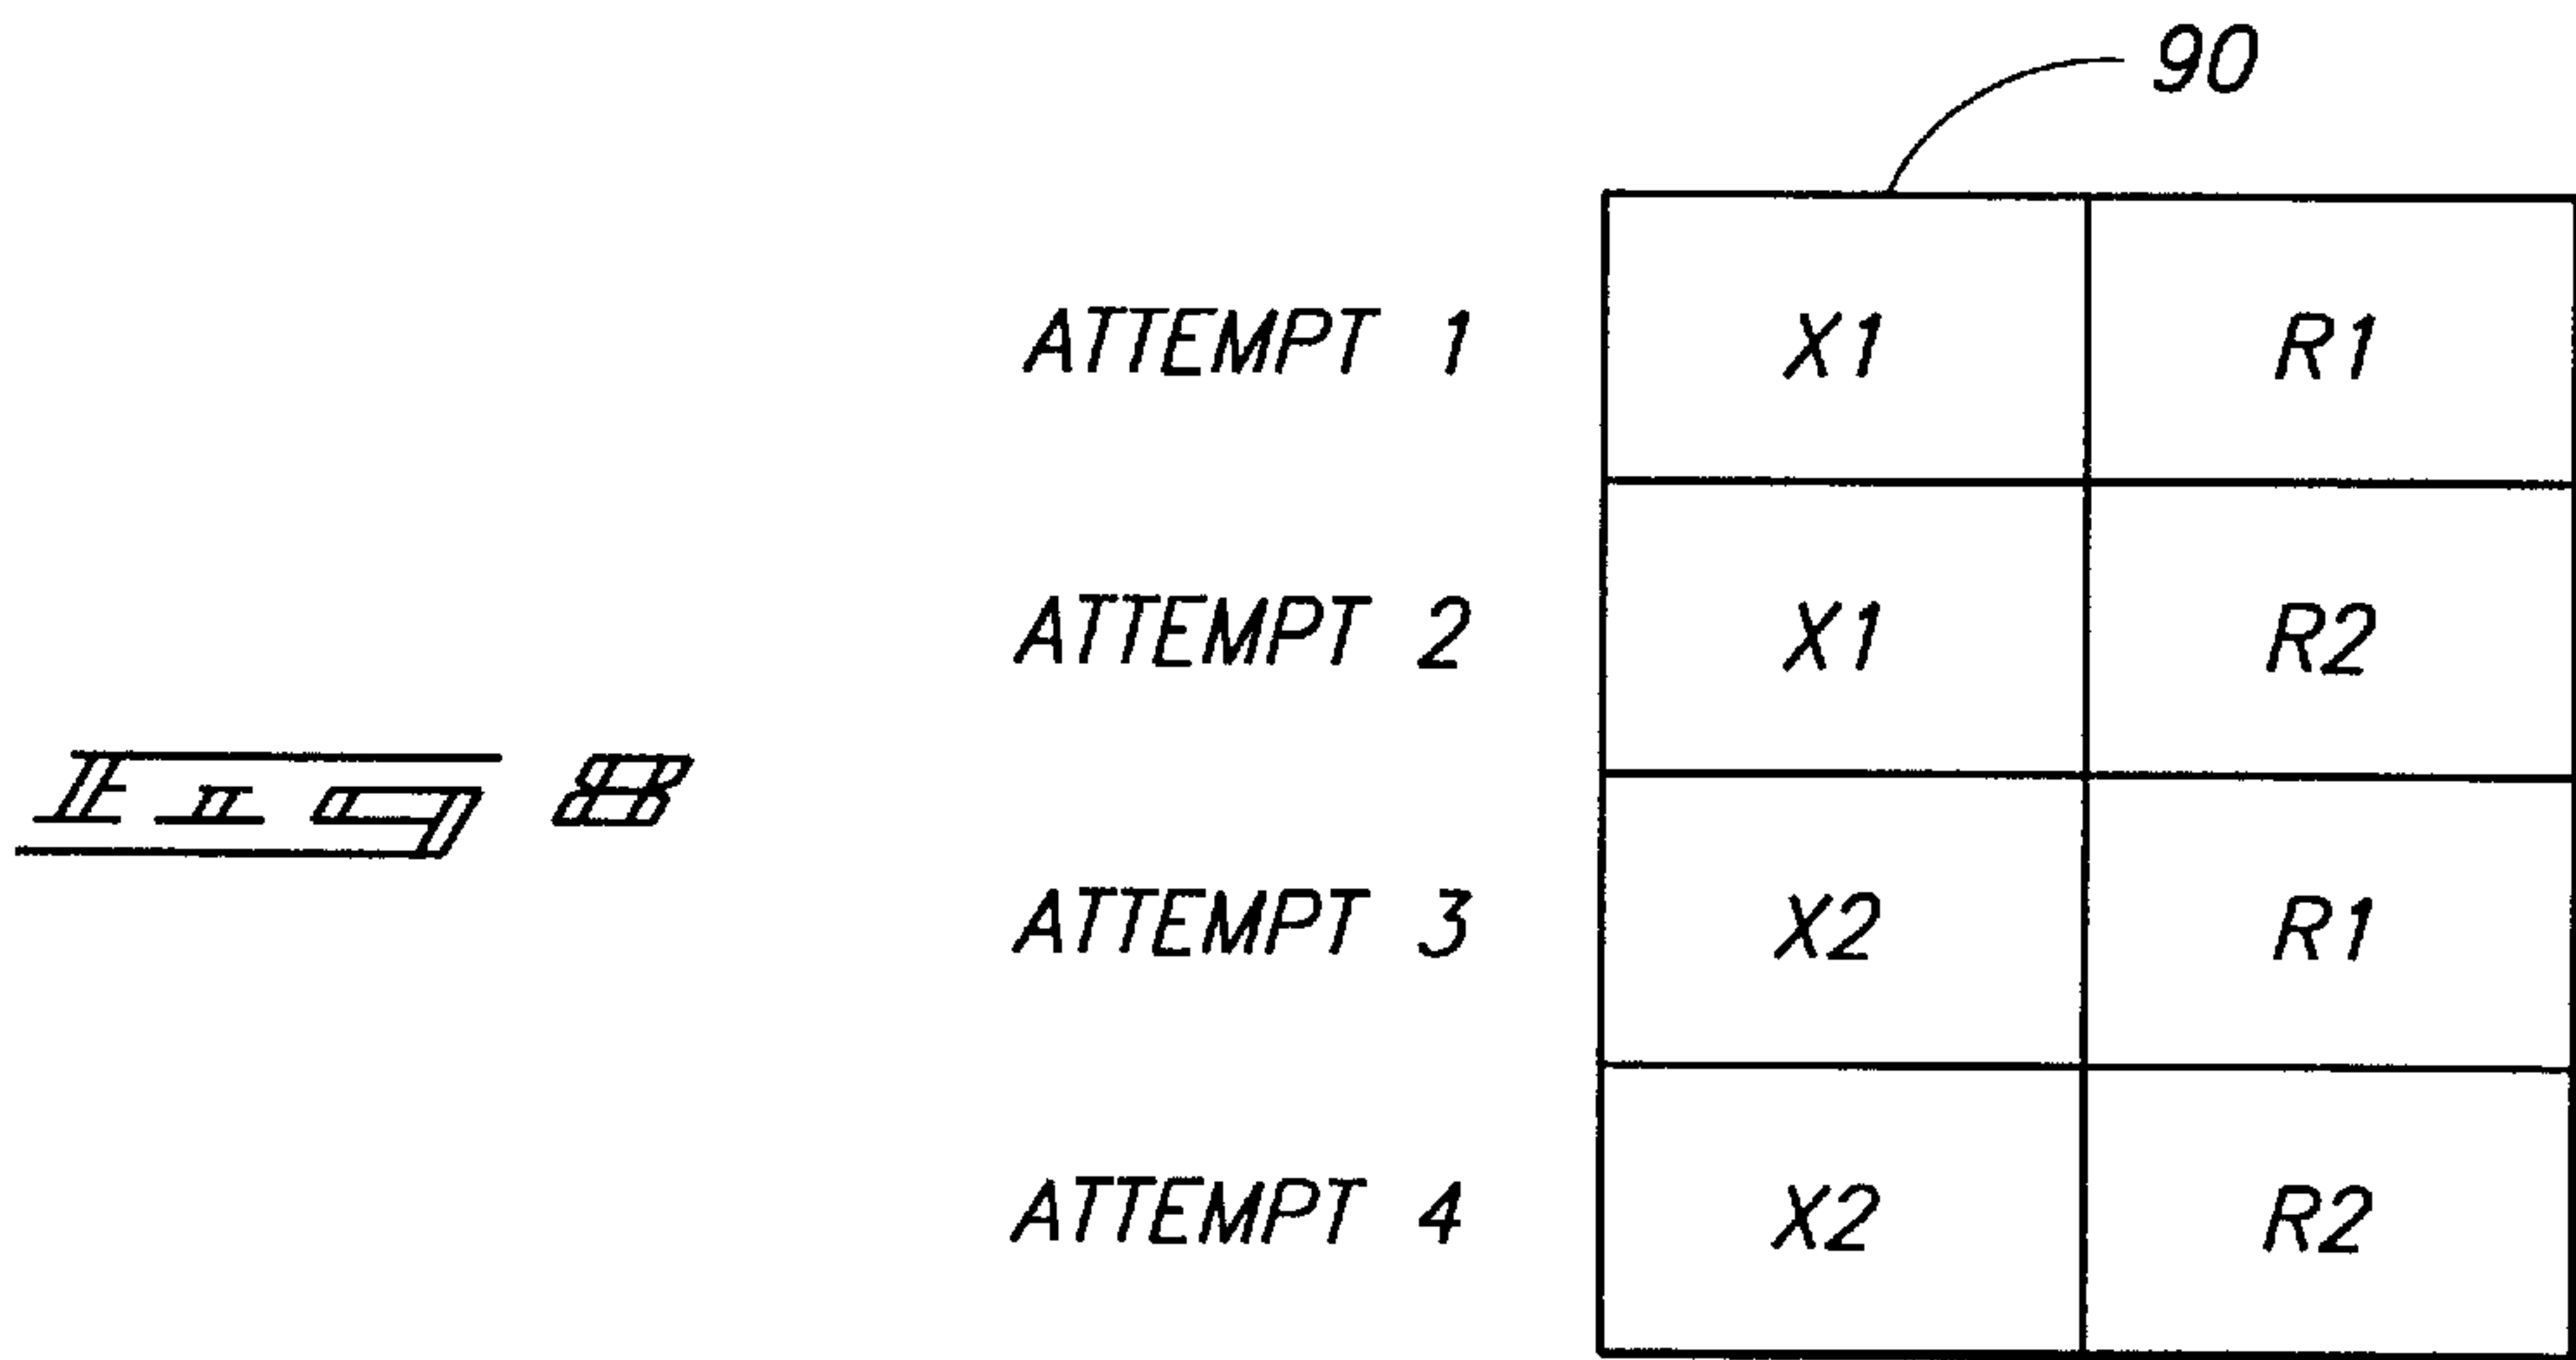 90
ATTEMPT 1 X1 R1
ATTEMPT 2 X1 R2
Fig 8
ATTEMPT 3 X2 R1
ATTEMPT 4 X2 R2